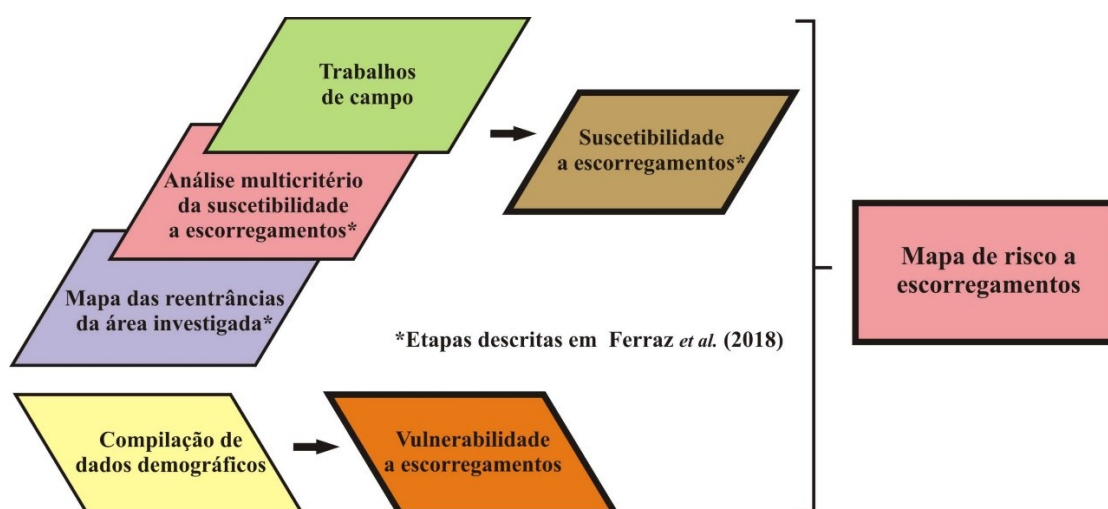 Trabalhos
de campo
Análise multicritério
da suscetibilidade
a escorregamentos*
Mapa das reentrâncias
da área investigada*
Suscetibilidade
a escorregamentos*
*Etapas descritas em Ferraz et al. (2018)
Mapa de risco a
escorregamentos
Compilação de
dados demográficos
Vulnerabilidade
a escorregamentos